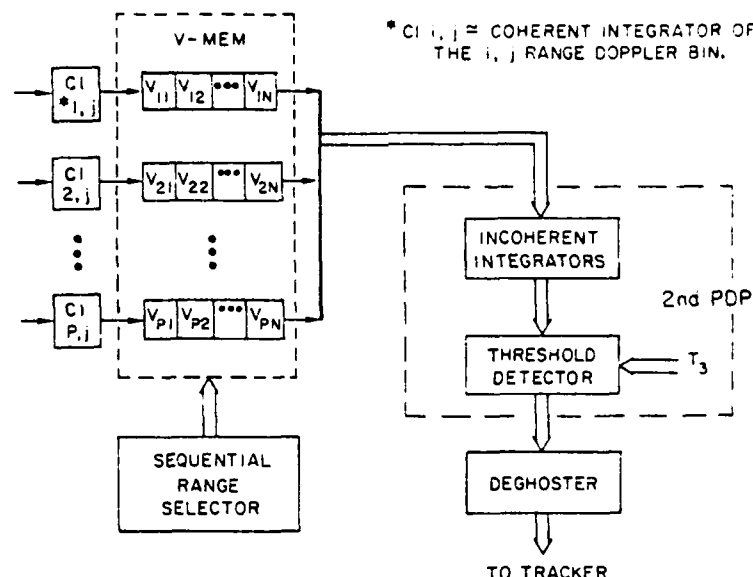 V-MEM
* CI i, j ≅ COHERENT INTEGRATOR OF
THE i, j RANGE DOPPLER BIN.
CI
*1, j
V11 V12 ••• V1N
CI
2, j
V21 V22 ••• V2N
CI
P, j
VP1 VP2 ••• VPN
INCOHERENT
INTEGRATORS
2nd PDP
THRESHOLD
DETECTOR
T3
SEQUENTIAL
RANGE
SELECTOR
DEGHOSTER
TO TRACKER